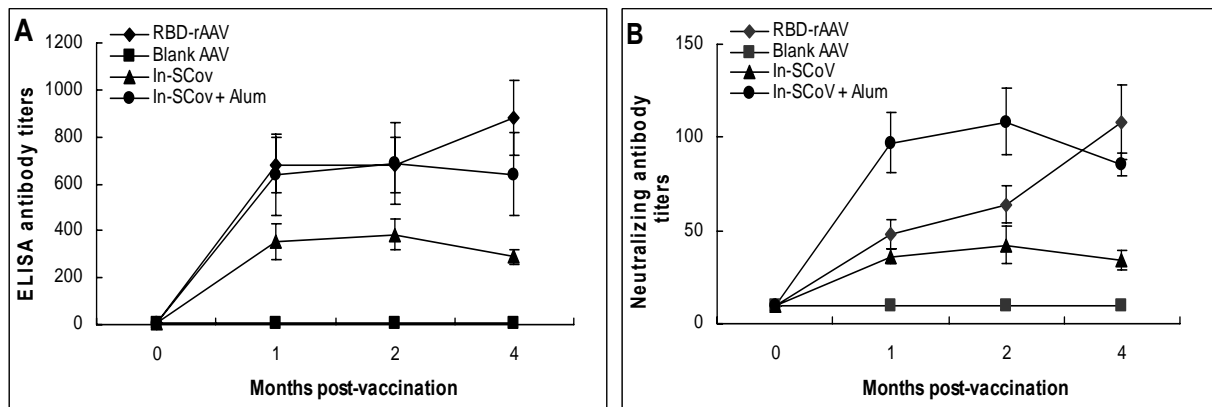 A
RBD-rAAV
Blank AAV
In-SCov
In-SCov + Alum
ELISA antibody titers
1200
1000
800
600
400
200
0
0 1 2 4
Months post-vaccination
B
RBD-rAAV
Blank AAV
In-SCoV
In-SCoV + Alum
Neutralizing antibody
titers
150
100
50
0
0 1 2 4
Months post-vaccination